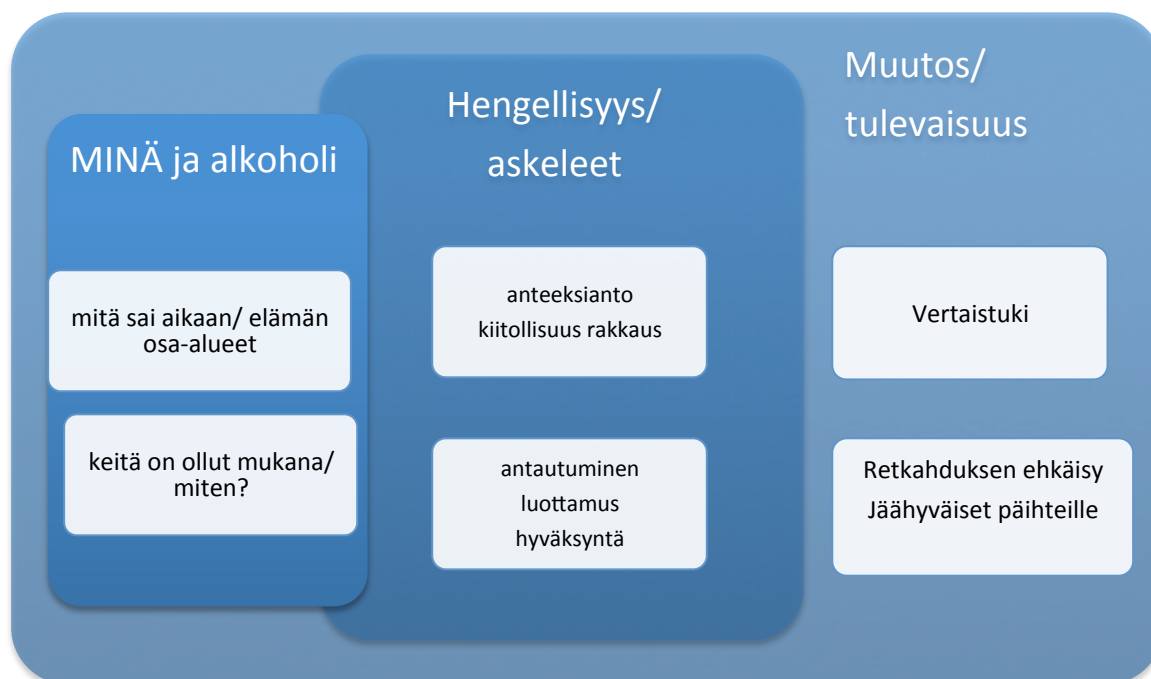 MINÄ ja alkoholi
mitä sai aikaan/ elämän
osa-alueet
keitä on ollut mukana/
miten?
Hengellisyys/
askeleet
anteeksianto
kiitollisuus rakkaus
antautuminen
luottamus
hyväksyntä
Muutos/
tulevaisuus
Vertaistuki
Retkahduksen ehkäisy
Jäähyväiset päihteille